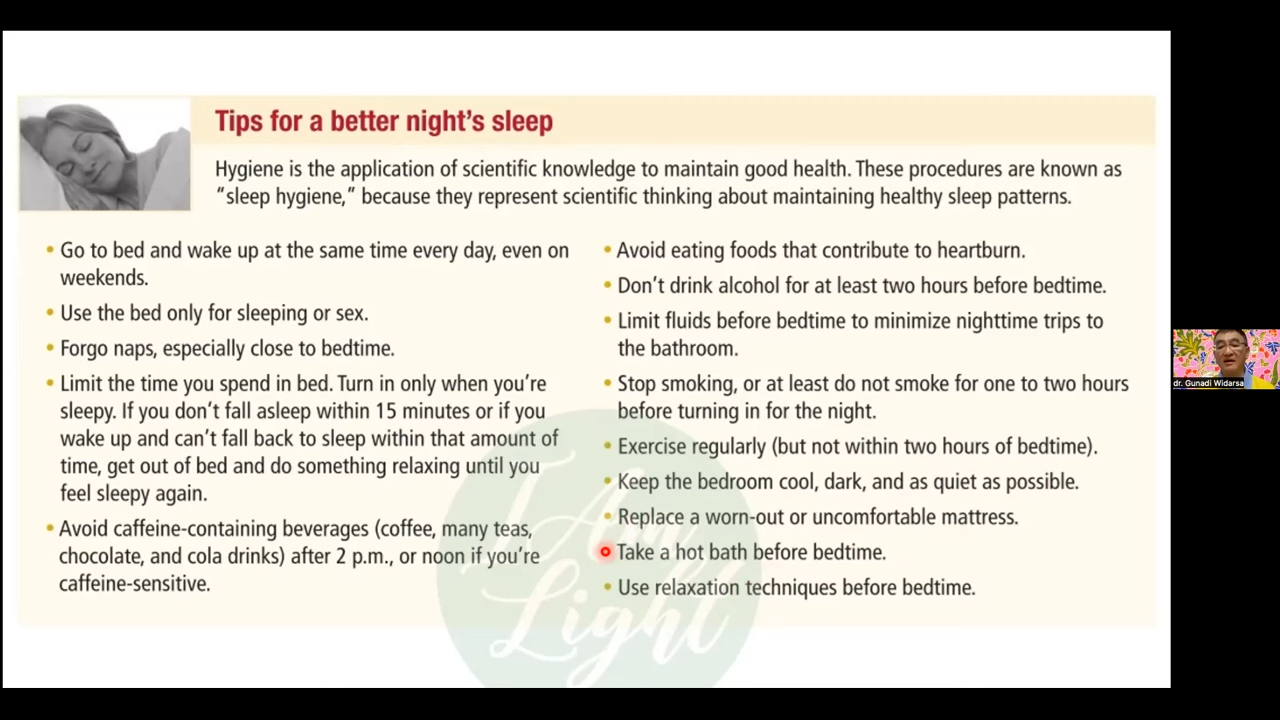 Tips for a better night's sleep
Hygiene is the application of scientific knowledge to maintain good health. These procedures are known as
“sleep hygiene,” because they represent scientific thinking about maintaining healthy sleep patterns.
• Go to bed and wake up at the same time every day, even on
weekends.
• Use the bed only for sleeping or sex.
• Forgo naps, especially close to bedtime.
• Limit the time you spend in bed. Turn in only when you're
sleepy. If you don't fall asleep within 15 minutes or if you
wake up and can't fall back to sleep within that amount of
time, get out of bed and do something relaxing until you
feel sleepy again.
• Avoid caffeine-containing beverages (coffee, many teas,
chocolate, and cola drinks) after 2 p.m., or noon if you're
caffeine-sensitive.
• Avoid eating foods that contribute to heartburn.
• Don't drink alcohol for at least two hours before bedtime.
• Limit fluids before bedtime to minimize nighttime trips to
the bathroom.
• Stop smoking, or at least do not smoke for one to two hours
before turning in for the night.
• Exercise regularly (but not within two hours of bedtime).
• Keep the bedroom cool, dark, and as quiet as possible.
• Replace a worn-out or uncomfortable mattress.
Take a hot bath before bedtime.
• Use relaxation techniques before bedtime.
I Am
Light
dr. Gunadi Widarsa